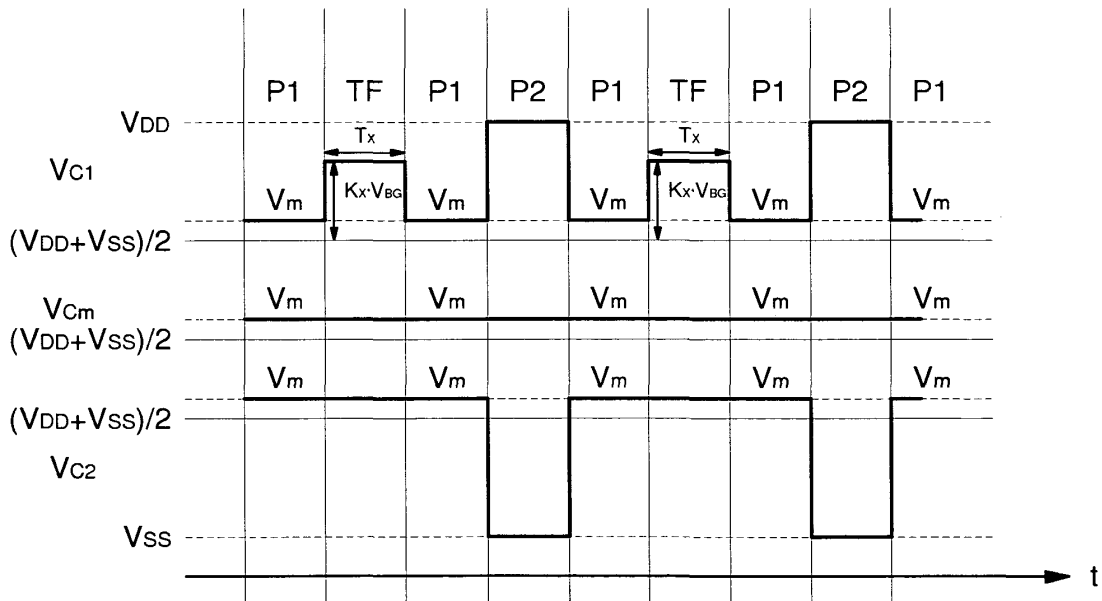 P1 TF P1 P2 P1 TF P1 P2 P1
VDD
Tx Tx
VC1
Kx·VBG Kx·VBG
Vm Vm Vm Vm Vm
(VDD+VSS)/2
Vm Vm Vm Vm Vm
VCm
(VDD+VSS)/2
Vm Vm Vm Vm Vm
(VDD+VSS)/2
VC2
VSS
t